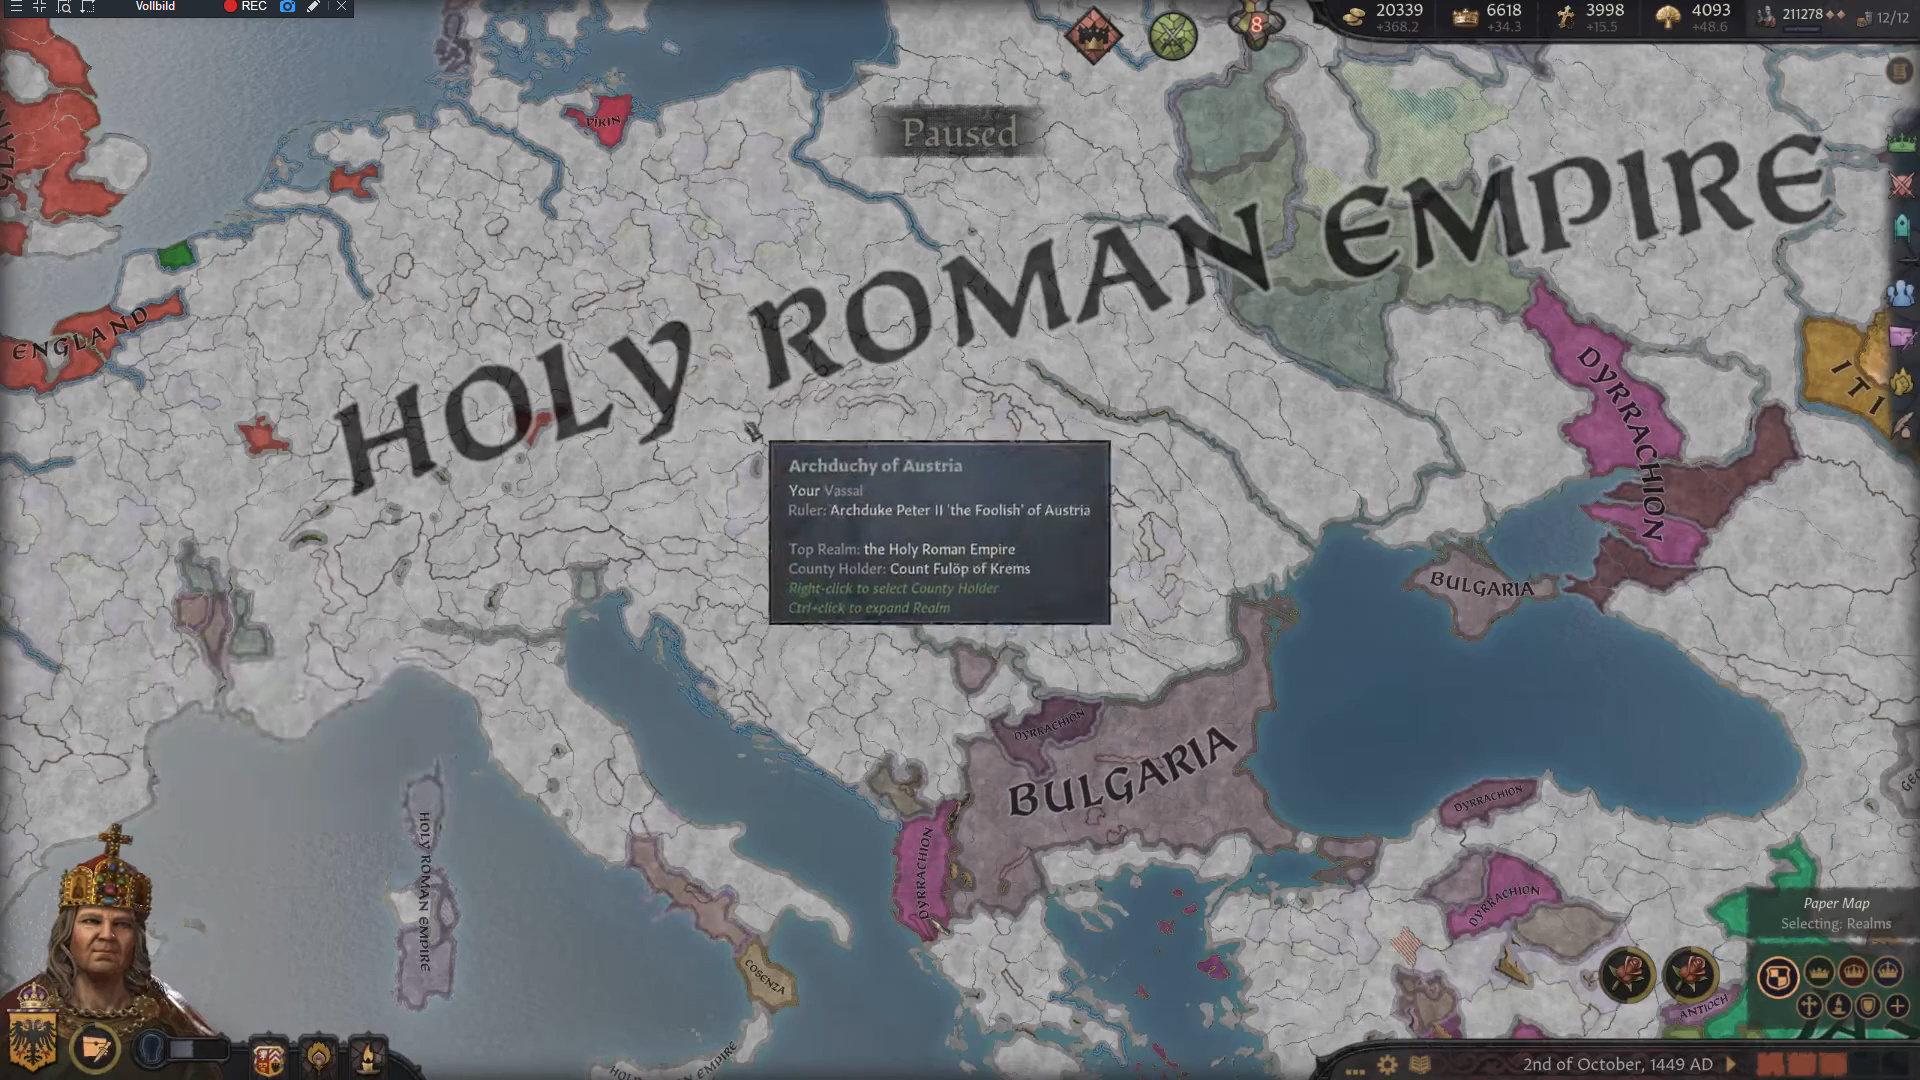 Vollbild
REC
20339
+368.2
6618
+34.3
3998
+15.5
4093
+48.6
211278
12/12
8
Paused
HOLY ROMAN EMPIRE
ENGLAND
DYRRACHION
ITI
BULGARIA
Archduchy of Austria
Your Vassal
Ruler: Archduke Peter II 'the Foolish' of Austria
Top Realm: the Holy Roman Empire
County Holder: Count Fulöp of Krems
Right-click to select County Holder
Ctrl+click to expand Realm
DYRRACHION
BULGARIA
DYRRACHION
DYRRACHION
DYRRACHION
HOLY ROMAN EMPIRE
COSENZA
ANTIOCH
Paper Map
Selecting: Realms
2nd of October, 1449 AD